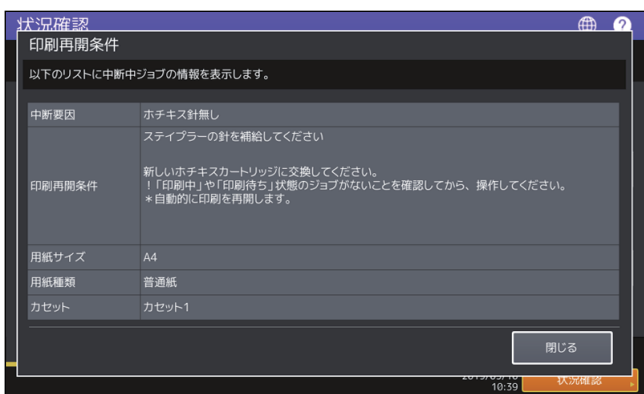 状況確認
印刷再開条件
以下のリストに中断中ジョブの情報を表示します。
中断要因 ホチキス針無し
ステイプラーの針を補給してください
新しいホチキスカートリッジに交換してください。
印刷再開条件 !「印刷中」や「印刷待ち」状態のジョブがないことを確認してから、操作してください。
*自動的に印刷を再開します。
用紙サイズ A4
用紙種類 普通紙
カセット カセット1
閉じる
10:39 状況確認